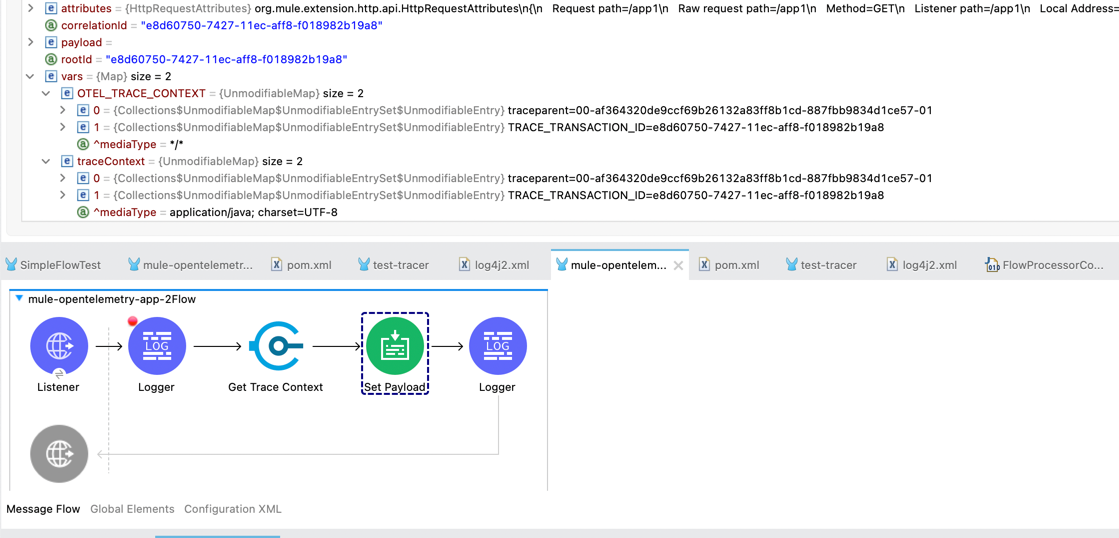 attributes = {HttpRequestAttributes} org.mule.extension.http.api.HttpRequestAttributes\n{\n   Request path=/app1\n   Raw request path=/app1\n   Method=GET\n   Listener path=/app1\n   Local Address=
correlationId = "e8d60750-7427-11ec-aff8-f018982b19a8"
payload =
rootId = "e8d60750-7427-11ec-aff8-f018982b19a8"
vars = {Map} size = 2
OTEL_TRACE_CONTEXT = {UnmodifiableMap} size = 2
0 = {Collections$UnmodifiableMap$UnmodifiableEntrySet$UnmodifiableEntry} traceparent=00-af364320de9ccf69b26132a83ff8b1cd-887fbb9834d1ce57-01
1 = {Collections$UnmodifiableMap$UnmodifiableEntrySet$UnmodifiableEntry} TRACE_TRANSACTION_ID=e8d60750-7427-11ec-aff8-f018982b19a8
^mediaType = */*
traceContext = {UnmodifiableMap} size = 2
0 = {Collections$UnmodifiableMap$UnmodifiableEntrySet$UnmodifiableEntry} traceparent=00-af364320de9ccf69b26132a83ff8b1cd-887fbb9834d1ce57-01
1 = {Collections$UnmodifiableMap$UnmodifiableEntrySet$UnmodifiableEntry} TRACE_TRANSACTION_ID=e8d60750-7427-11ec-aff8-f018982b19a8
^mediaType = application/java; charset=UTF-8
SimpleFlowTest mule-opentelemetr... pom.xml test-tracer log4j2.xml mule-opentelem... pom.xml test-tracer log4j2.xml FlowProcessorCo...
mule-opentelemetry-app-2Flow
LOG LOG
Listener Logger Get Trace Context Set Payload Logger
Message Flow Global Elements Configuration XML